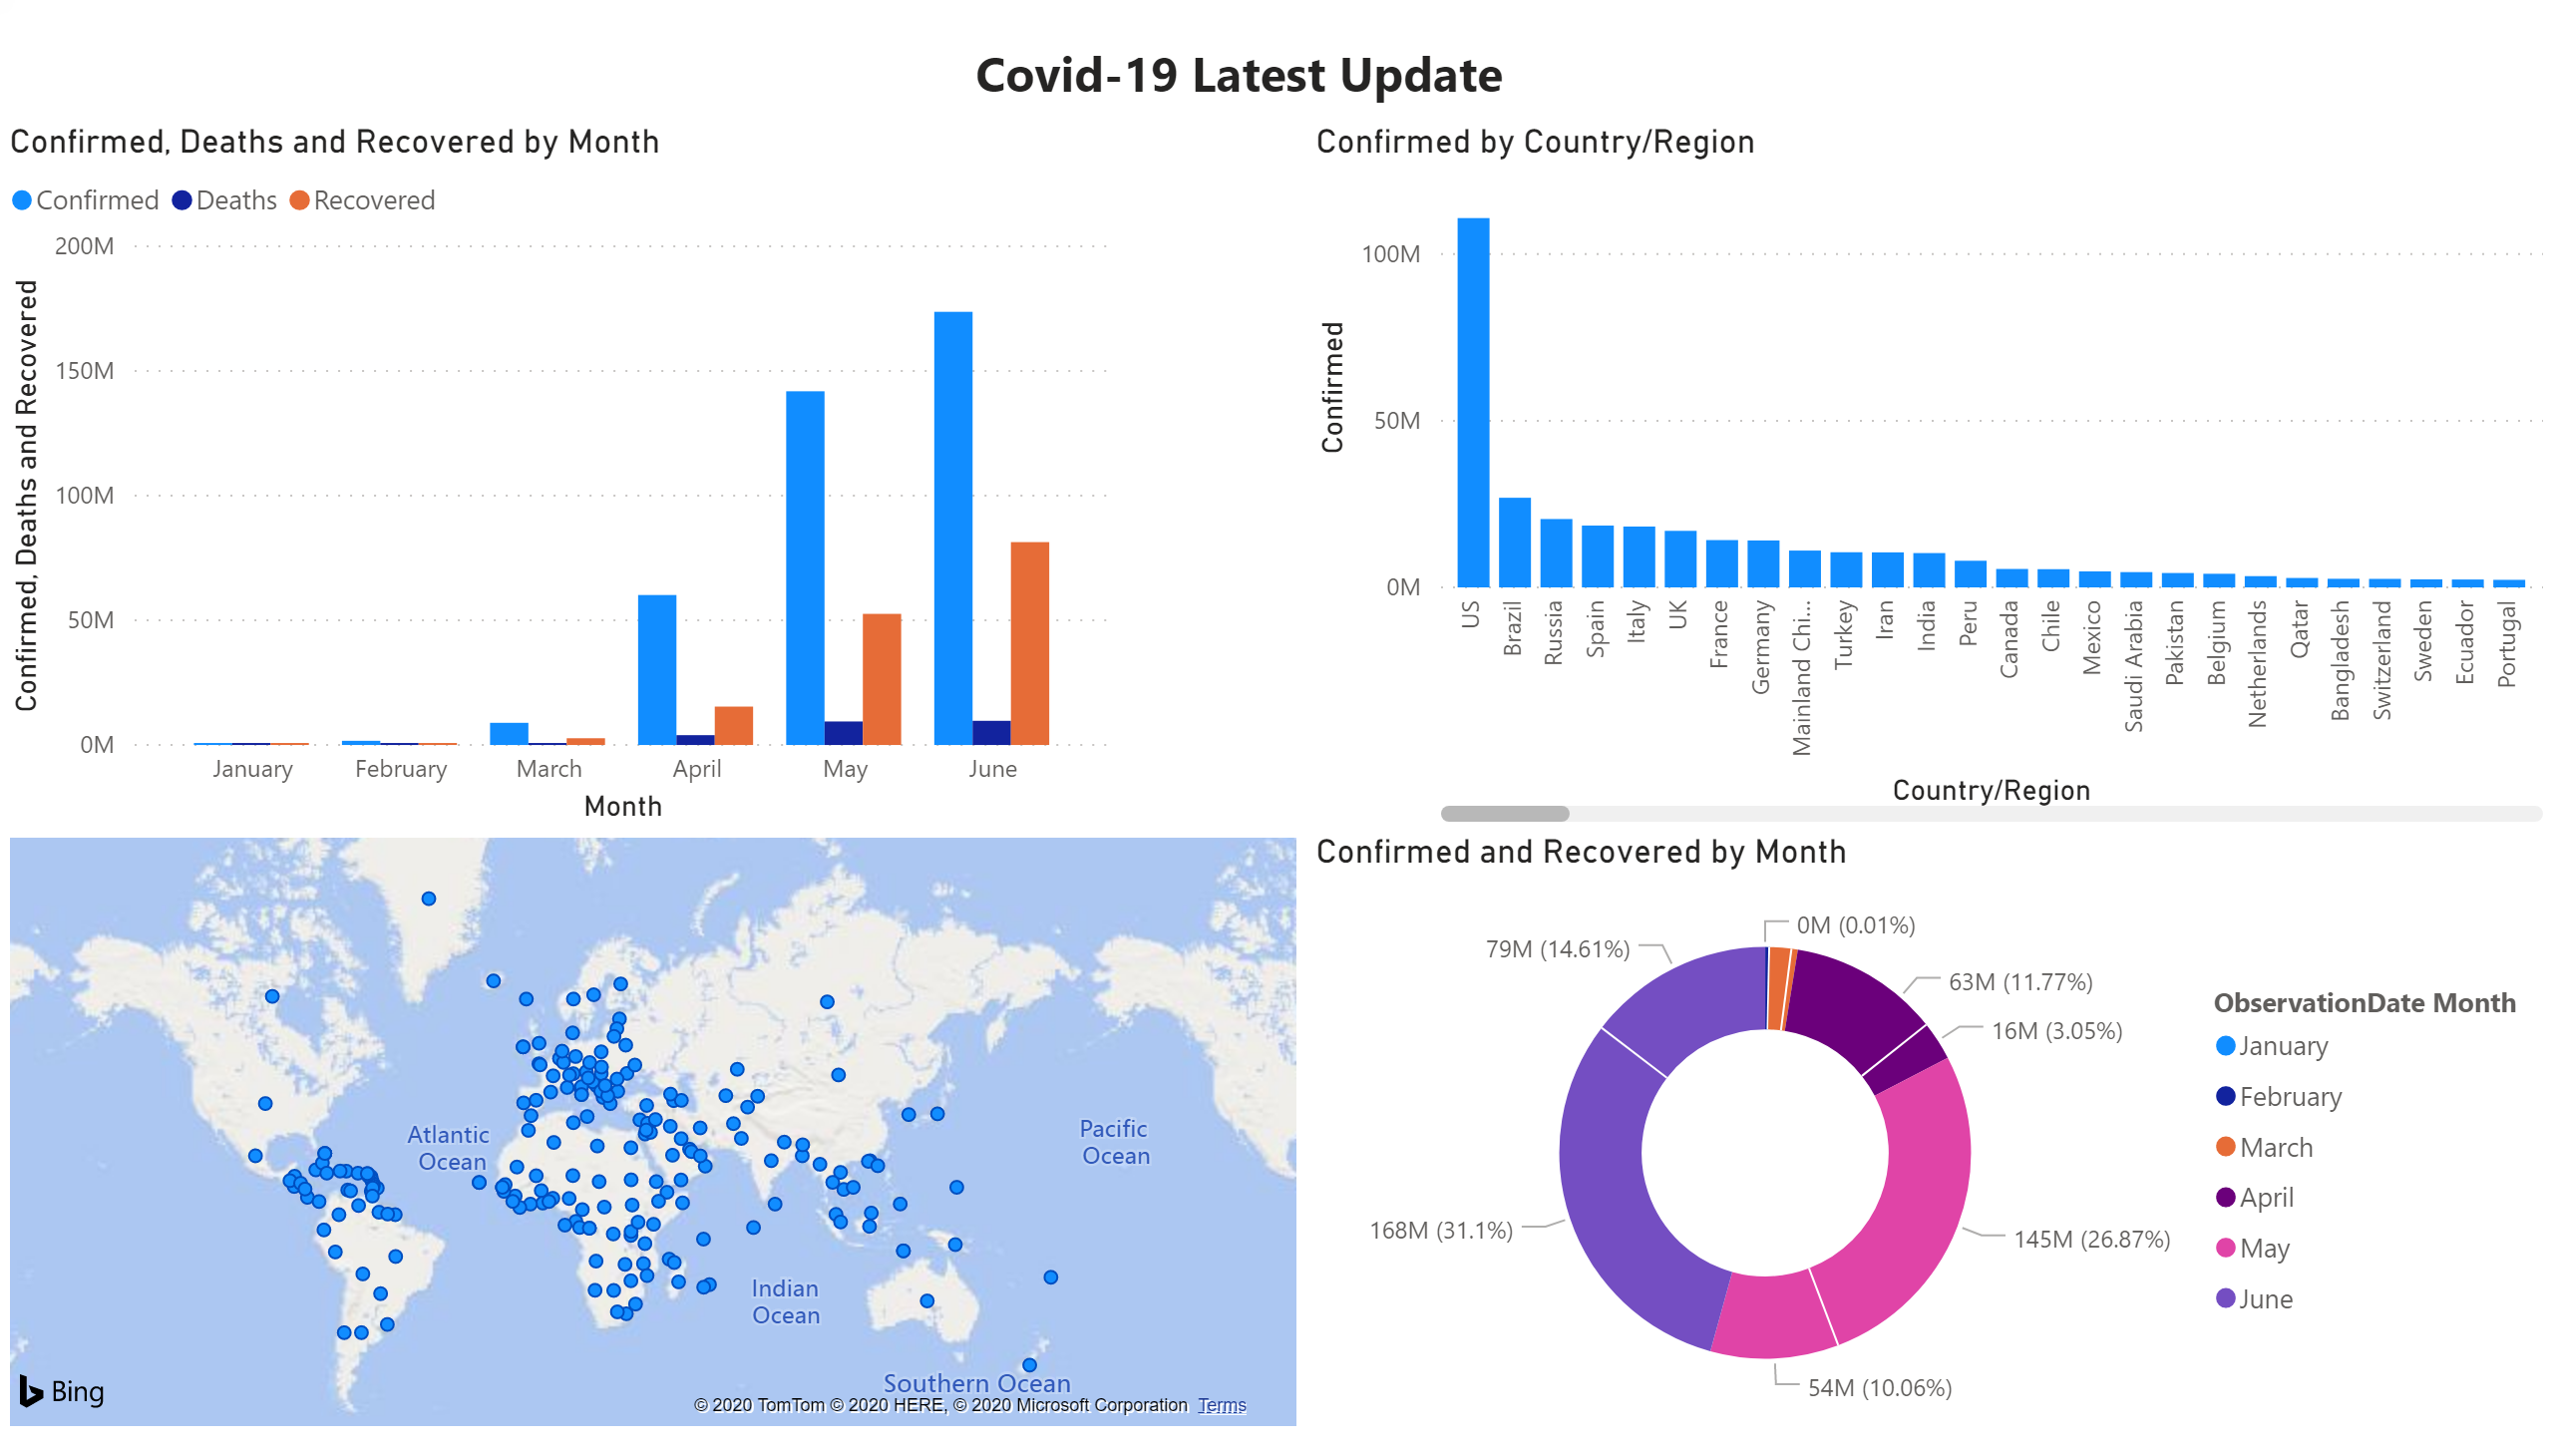 Covid-19 Latest Update
Confirmed, Deaths and Recovered by Month
Confirmed Deaths Recovered
Confirmed, Deaths and Recovered
200M
150M
100M
50M
0M
January February March April May June
Month
Confirmed by Country/Region
Confirmed
100M
50M
0M
US
Brazil
Russia
Spain
Italy
UK
France
Germany
Mainland Chi...
Turkey
Iran
India
Peru
Canada
Chile
Mexico
Saudi Arabia
Pakistan
Belgium
Netherlands
Qatar
Bangladesh
Switzerland
Sweden
Ecuador
Portugal
Country/Region
Atlantic
Ocean
Pacific
Ocean
Indian
Ocean
Southern Ocean
Bing
© 2020 TomTom © 2020 HERE, © 2020 Microsoft Corporation Terms
Confirmed and Recovered by Month
0M (0.01%)
79M (14.61%)
63M (11.77%)
16M (3.05%)
168M (31.1%)
145M (26.87%)
54M (10.06%)
ObservationDate Month
January
February
March
April
May
June